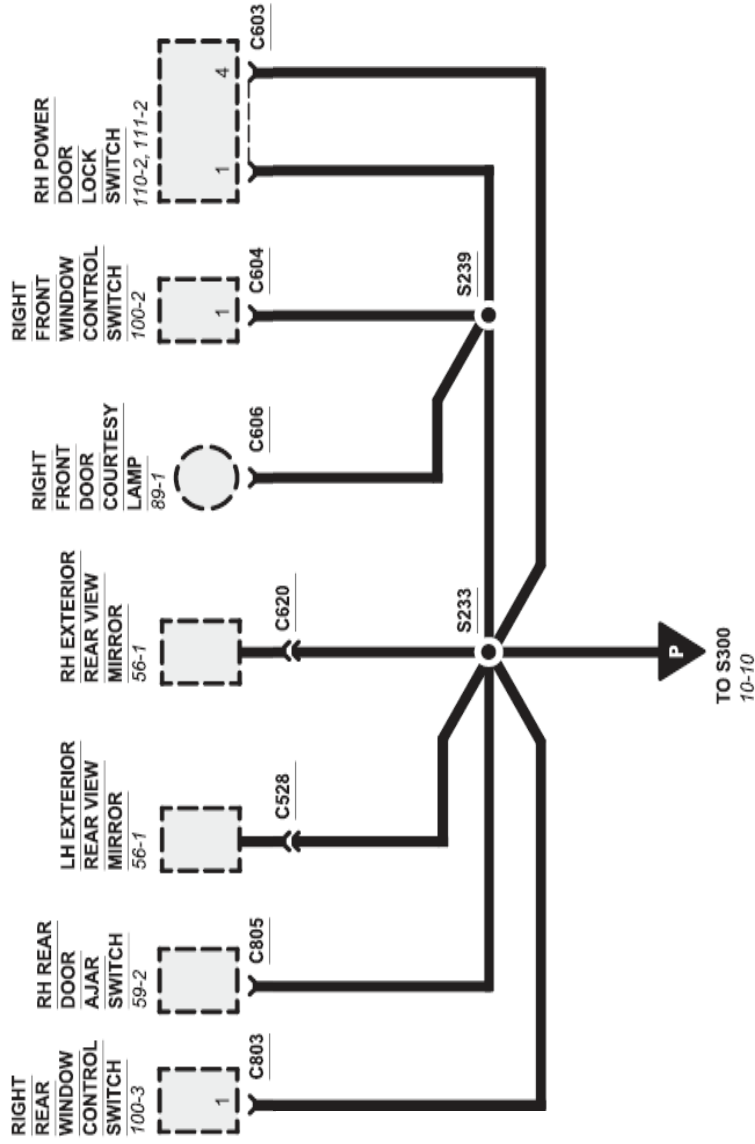 RIGHT
REAR
WINDOW
CONTROL
SWITCH
100-3
1
C803
RH REAR
DOOR
AJAR
SWITCH
59-2
C805
LH EXTERIOR
REAR VIEW
MIRROR
56-1
C528
RH EXTERIOR
REAR VIEW
MIRROR
56-1
C620
RIGHT
FRONT
DOOR
COURTESY
LAMP
89-1
C606
RIGHT
FRONT
WINDOW
CONTROL
SWITCH
100-2
1
C604
RH POWER
DOOR
LOCK
SWITCH
110-2, 111-2
1
4
C603
S233
S239
P
TO S300
10-10